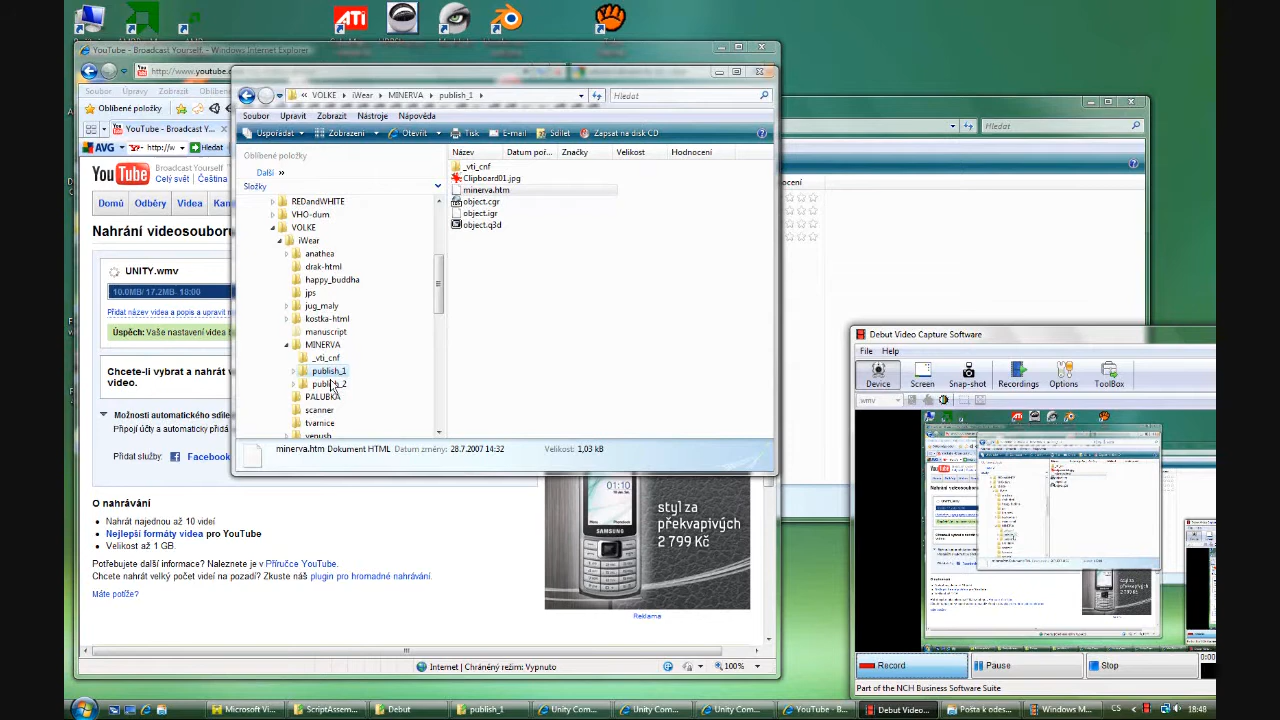 ATI
YouTube - Broadcast Yourself. - Windows Internet Explorer
http://www.youtube.c
Soubor
Úpravy
Zobrazit
Oblíbené položky
YouTube - Broadcast Y
AVG
http://w
Hledat
YouTube
Broadcast Yourself
Celý svět
Čeština
Domů
Odběry
Videa
Kan
Nahrání videosoubor
UNITY.wmv
10.0MB/ 17.2MB- 18:00
Přidat název videa a popis a upravit n
Úspěch: Vaše nastavení videa
Chcete-li vybrat a nahrát
video.
Možnosti automatického sdíle
Připojí účty a automaticky při
Přidat služby:
Facebook
O nahrávání
Nahrát najednou až 10 videí
Nejlepší formáty videa pro YouTube
Velikost až 1 GB.
Potřebujete další informace? Naleznete je v Příručce YouTube.
Chcete nahrát velký počet videí na pozadí? Zkuste náš plugin pro hromadné nahrávání.
Máte potíže?
01:10
SAMSUNG
styl za
překvapivých
2 799 Kč
Reklama
Internet | Chráněný režim: Vypnuto
100%
VOLKE
iWear
MINERVA
publish_1
Hledat
Soubor
Upravit
Zobrazit
Nástroje
Nápověda
Uspořádat
Zobrazení
Otevřít
Tisk
E-mail
Sdílet
Zapsat na disk CD
Oblíbené položky
Další »
Složky
REDandWHITE
VHO-dum
VOLKE
iWear
anathea
drak-html
happy_buddha
jps
jug_maly
kostka-html
manuscript
MINERVA
_vti_cnf
publish_1
publish_2
PALUBKA
scanner
tvarnice
venush
Název
Datum poř...
Značky
Velikost
Hodnocení
_vti_cnf
Clipboard01.jpg
minerva.htm
object.cgr
object.igr
object.q3d
minerva.htm Dokument HTML
Datum změny: 28.7.2007 14:32
Velikost: 1,03 kB
Hledat
ocení
Debut Video Capture Software
File
Help
Device
Screen
Snap-shot
Recordings
Options
ToolBox
wmv
Record
Pause
Stop
0:00
Part of the NCH Business Software Suite
Microsoft Vi...
ScriptAssem...
Debut
publish_1
Unity Com...
Unity Com...
Unity Com...
YouTube - B...
Debut Video...
Pošta k odes...
Windows M...
CS
18:48